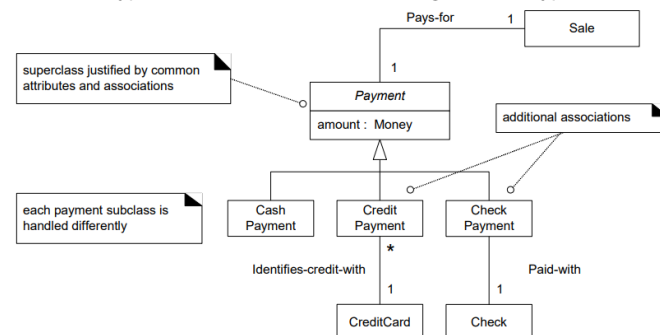 Pays-for
1
Sale
superclass justified by common
attributes and associations
1
Payment
amount : Money
additional associations
each payment subclass is
handled differently
Cash
Payment
Credit
Payment
Check
Payment
*
Identifies-credit-with
Paid-with
1
1
CreditCard
Check